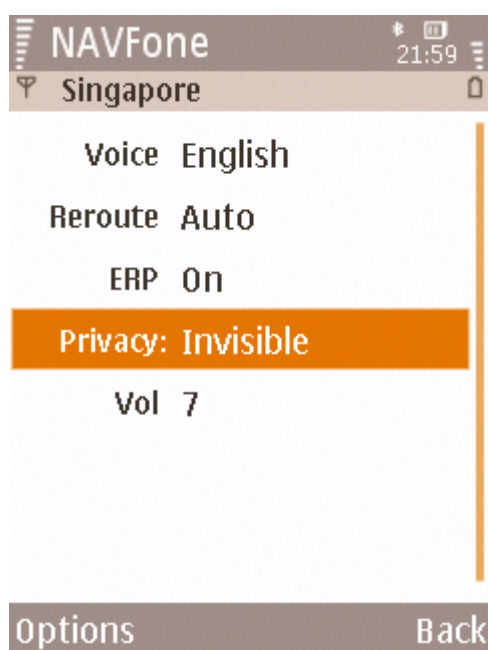 NAVFone
21:59
Singapore
Voice English
Reroute Auto
ERP On
Privacy: Invisible
Vol 7
Options Back